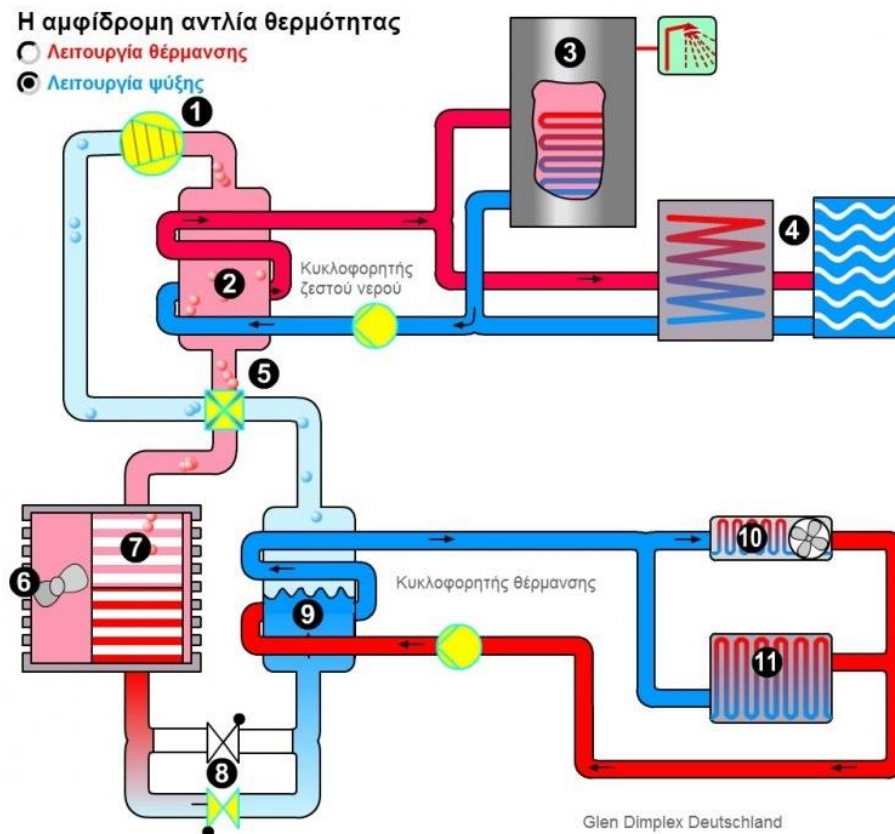 Η αμφίδρομη αντλία θερμότητας
Λειτουργία θέρμανσης
Λειτουργία ψύξης
1
3
4
2
Κυκλοφορητής
ζεστού νερού
5
7
6
10
Κυκλοφορητής θέρμανσης
9
11
8
Glen Dimplex Deutschland